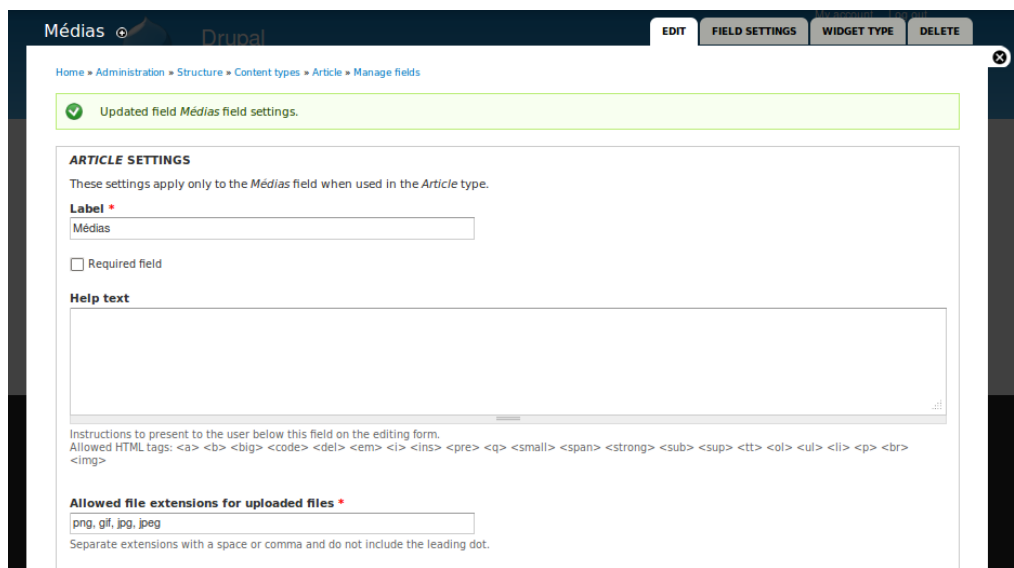 My account Log out
Médias
Drupal
EDIT FIELD SETTINGS WIDGET TYPE DELETE
Home » Administration » Structure » Content types » Article » Manage fields
Updated field Médias field settings.
ARTICLE SETTINGS
These settings apply only to the Médias field when used in the Article type.
Label *
Médias
Required field
Help text
Instructions to present to the user below this field on the editing form.
Allowed HTML tags: <a> <b> <big> <code> <del> <em> <i> <ins> <pre> <q> <small> <span> <strong> <sub> <sup> <tt> <ol> <ul> <li> <p> <br>
<img>
Allowed file extensions for uploaded files *
png, gif, jpg, jpeg
Separate extensions with a space or comma and do not include the leading dot.